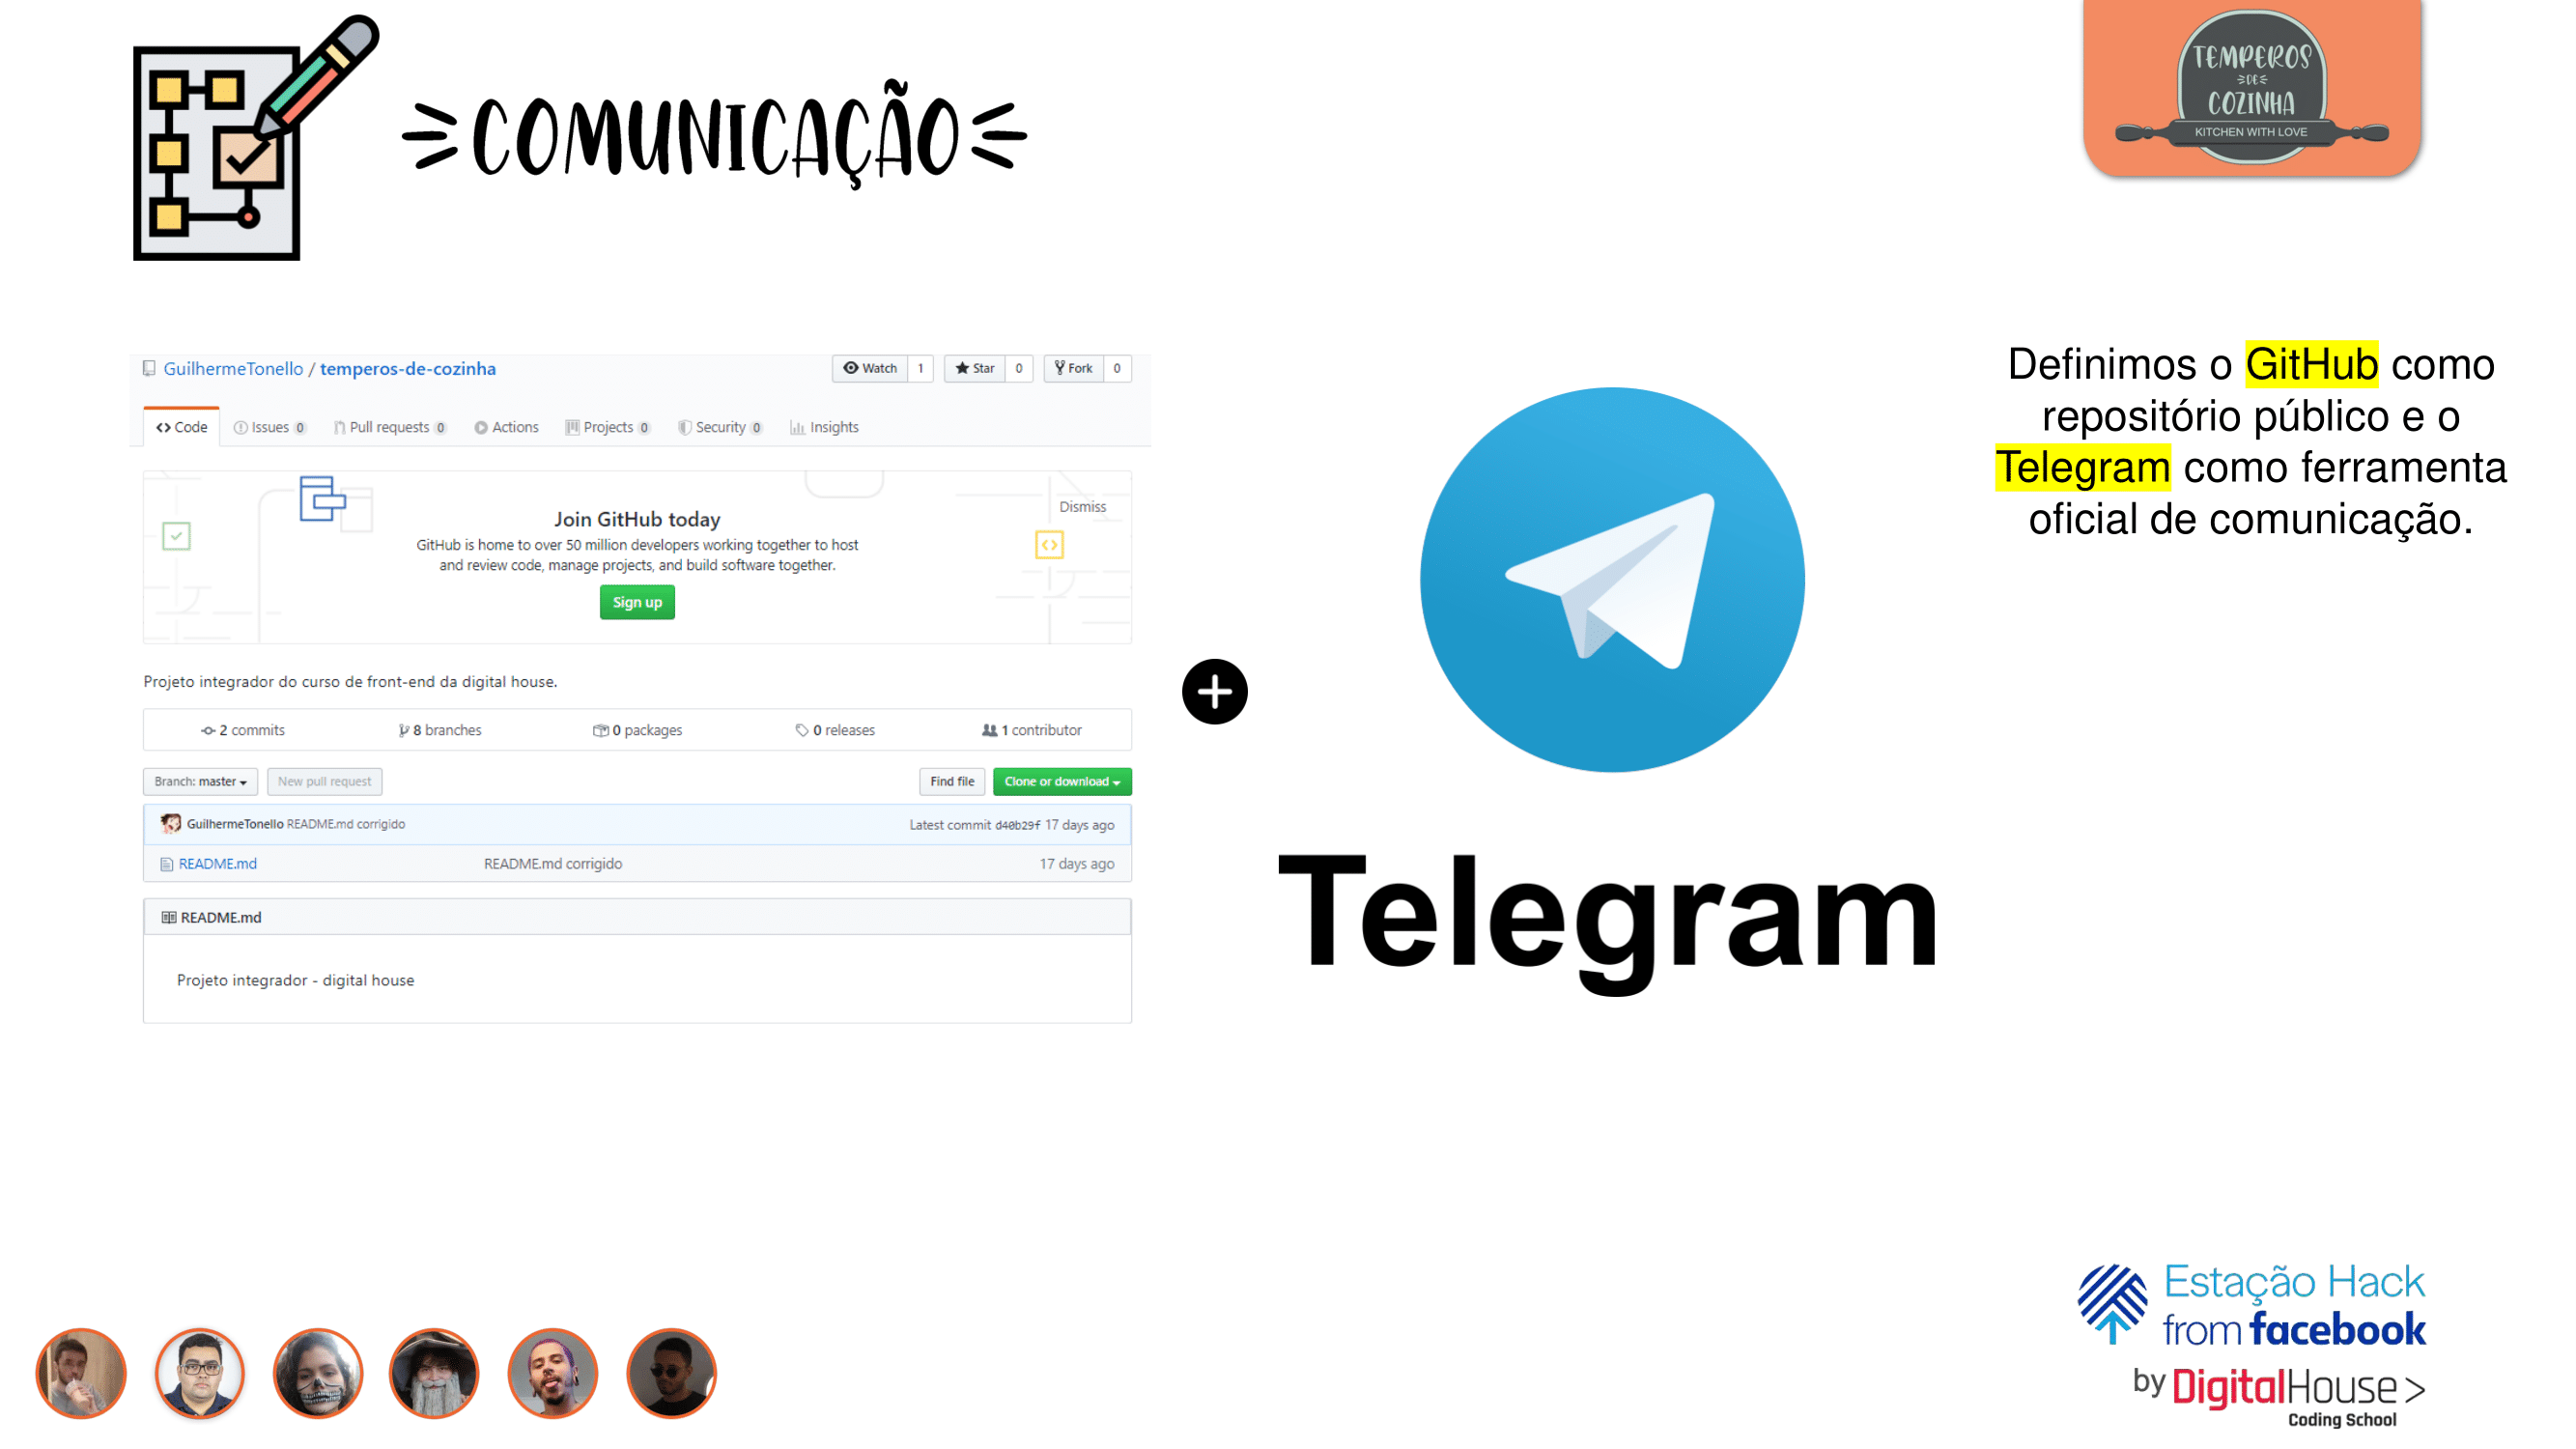 COMUNICAÇÃO
TEMPEROS
DE
COZINHA
KITCHEN WITH LOVE
GuilhermeTonello / temperos-de-cozinha
Watch 1 Star 0 Fork 0
Code Issues 0 Pull requests 0 Actions Projects 0 Security 0 Insights
Dismiss
Join GitHub today
GitHub is home to over 50 million developers working together to host
and review code, manage projects, and build software together.
Sign up
Projeto integrador do curso de front-end da digital house.
2 commits 8 branches 0 packages 0 releases 1 contributor
Branch: master New pull request Find file Clone or download
GuilhermeTonello README.md corrigido Latest commit d40b29f 17 days ago
README.md README.md corrigido 17 days ago
README.md
Projeto integrador - digital house
Telegram
Definimos o GitHub como
repositório público e o
Telegram como ferramenta
oficial de comunicação.
Estação Hack
from facebook
by DigitalHouse >
Coding School